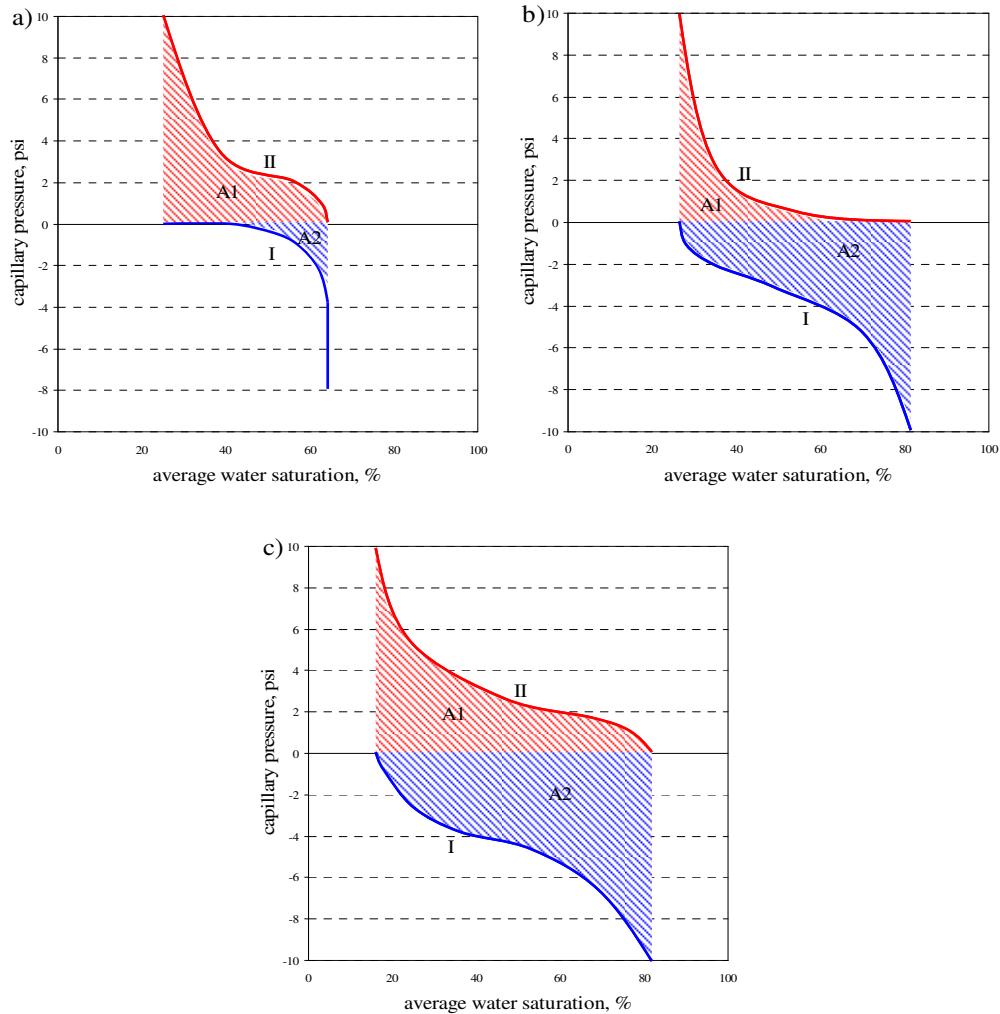 a)
10
8
6
4
2
0
-2
-4
-6
-8
-10
capillary pressure, psi
II
A1
A2
I
0 20 40 60 80 100
average water saturation, %
b)
10
8
6
4
2
0
-2
-4
-6
-8
-10
capillary pressure, psi
II
A1
A2
I
0 20 40 60 80 100
average water saturation, %
c)
10
8
6
4
2
0
-2
-4
-6
-8
-10
capillary pressure, psi
II
A1
A2
I
0 20 40 60 80 100
average water saturation, %